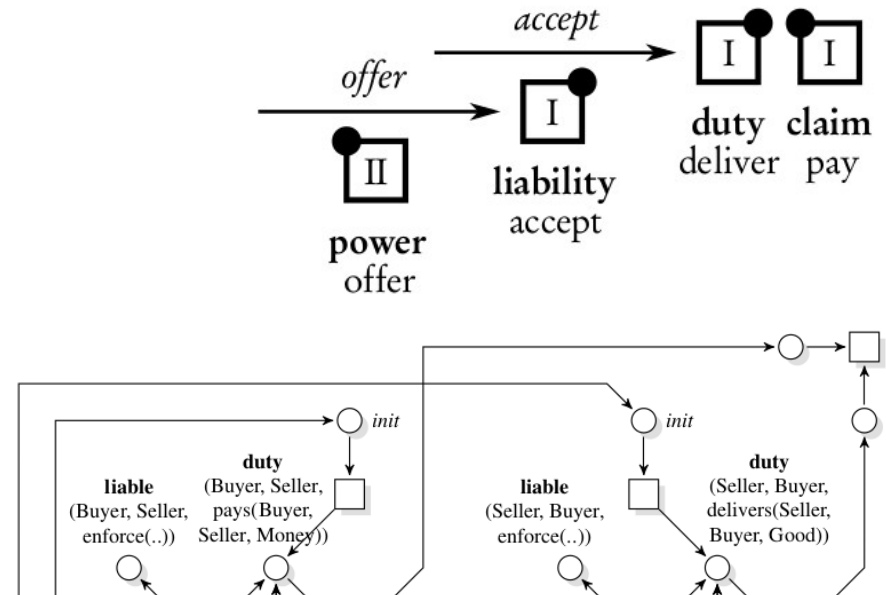 accept
offer
I
I
I
II
duty claim
deliver pay
liability
accept
power
offer
init
init
duty
(Buyer, Seller,
pays(Buyer,
Seller, Money))
liable
(Buyer, Seller,
enforce(..))
liable
(Seller, Buyer,
enforce(..))
duty
(Seller, Buyer,
delivers(Seller,
Buyer, Good))